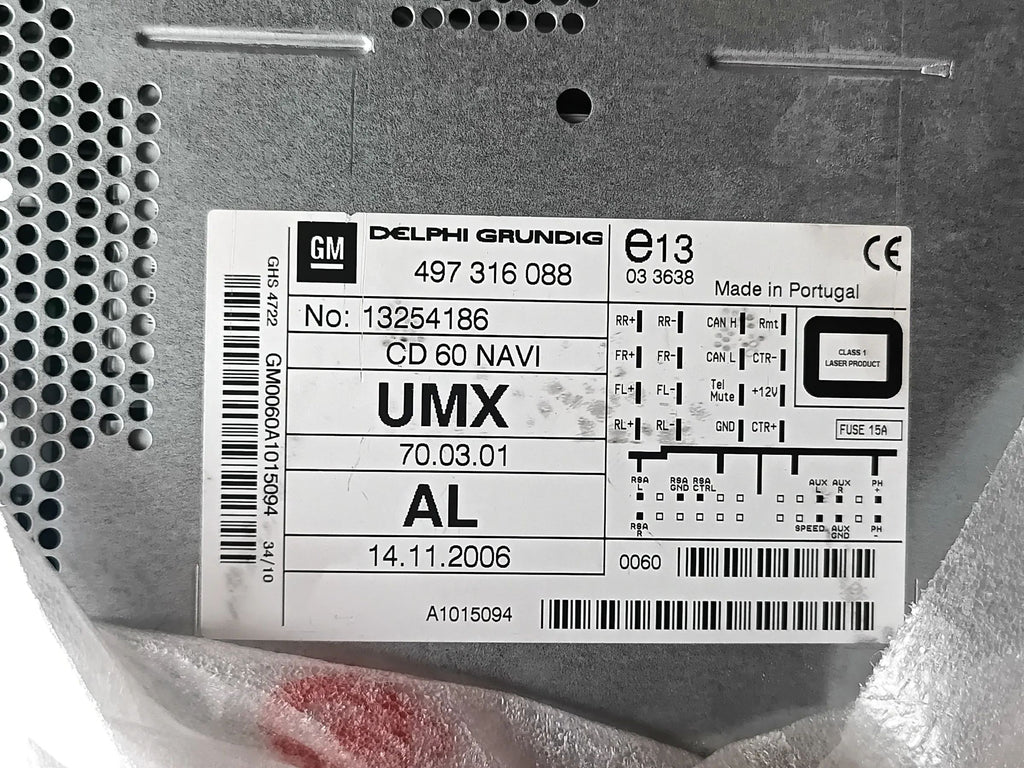 GM
DELPHI GRUNDIG
497 316 088
No: 13254186
CD 60 NAVI
UMX
70.03.01
AL
14.11.2006
A1015094
GHS 4722
GM0060A1015094
34/10
e13
03 3638
Made in Portugal
CE
RR+ RR- CAN H Rmt
FR+ FR- CAN L CTR-
FL+ FL- Tel Mute +12V
RL+ RL- GND CTR+
CLASS 1
LASER PRODUCT
FUSE 15A
RSA L RSA GND RSA CTRL AUX L AUX R PH +
RSA R SPEED AUX GND PH -
0060